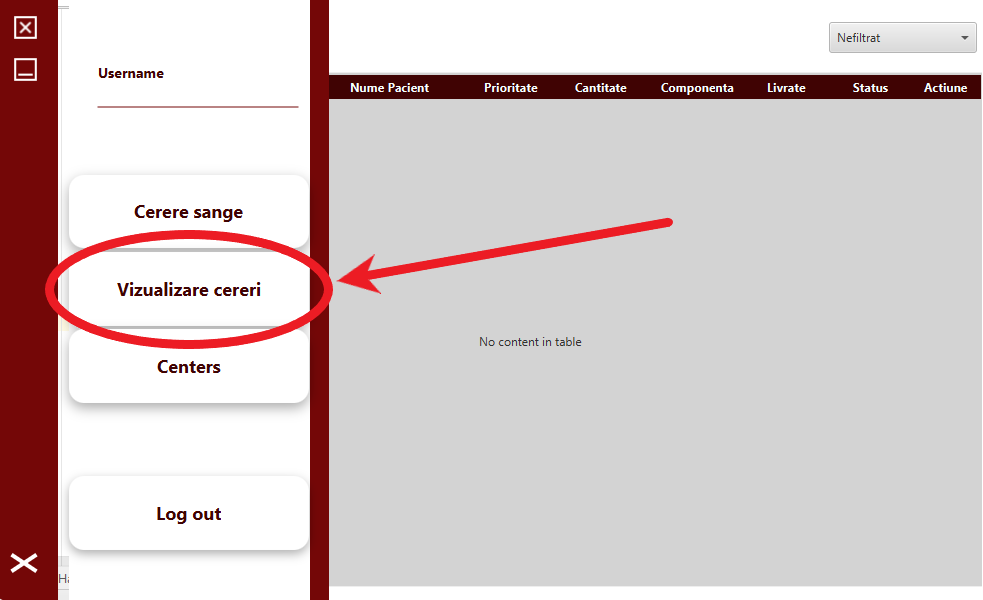 Nefiltrat
Username
Nume Pacient Prioritate Cantitate Componenta Livrate Status Actiune
Cerere sange
Vizualizare cereri
No content in table
Centers
Log out